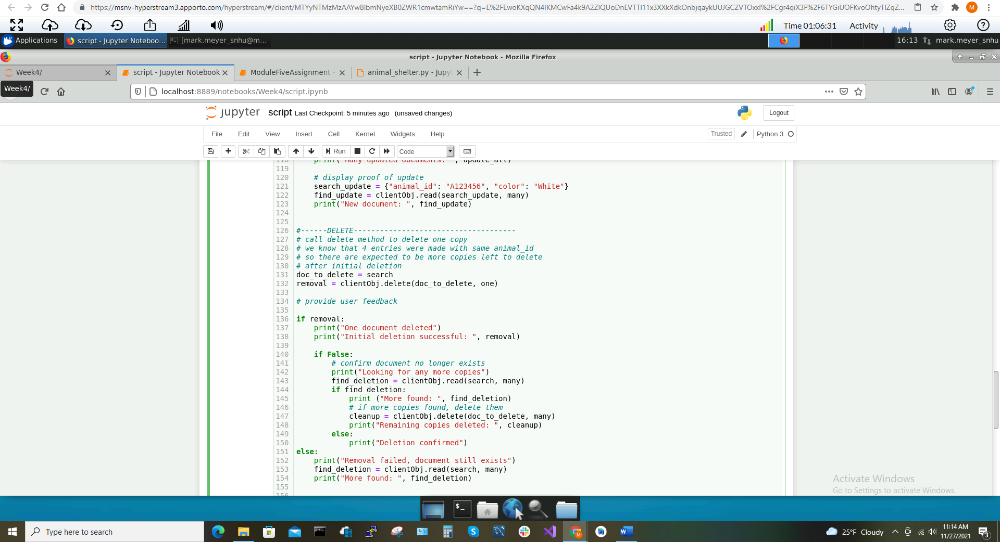 https://msnv-hyperstream3.apporto.com/hyperstream/#/client/
Time 01:06:31 Activity
Applications
script - Jupyter Noteboo...
[mark.meyer_snhu@m...
16:13 mark.meyer_snhu
script - Jupyter Notebook - Mozilla Firefox
Week4/
script - Jupyter Notebook
ModuleFiveAssignment -
animal_shelter.py - Jupyt
Week4/
localhost:8889/notebooks/Week4/script.ipynb
jupyter script Last Checkpoint: 5 minutes ago (unsaved changes)
Logout
File Edit View Insert Cell Kernel Widgets Help
Trusted Python 3
Run Code
118 print("Many updated documents: ", update_all)
119
120 # display proof of update
121 search_update = {"animal_id": "A123456", "color": "White"}
122 find_update = clientObj.read(search_update, many)
123 print("New document: ", find_update)
124
125
126 #------DELETE-------------------------------------
127 # call delete method to delete one copy
128 # we know that 4 entries were made with same animal_id
129 # so there are expected to be more copies left to delete
130 # after initial deletion
131 doc_to_delete = search
132 removal = clientObj.delete(doc_to_delete, one)
133
134 # provide user feedback
135
136 if removal:
137 print("One document deleted")
138 print("Initial deletion successful: ", removal)
139
140 if False:
141 # confirm document no longer exists
142 print("Looking for any more copies")
143 find_deletion = clientObj.read(search, many)
144 if find_deletion:
145 print ("More found: ", find_deletion)
146 # if more copies found, delete them
147 cleanup = clientObj.delete(doc_to_delete, many)
148 print("Remaining copies deleted: ", cleanup)
149 else:
150 print("Deletion confirmed")
151 else:
152 print("Removal failed, document still exists")
153 find_deletion = clientObj.read(search, many)
154 print("More found: ", find_deletion)
155
156
Activate Windows
Go to Settings to activate Windows.
Type here to search
25°F Cloudy
11:14 AM
11/27/2021
3